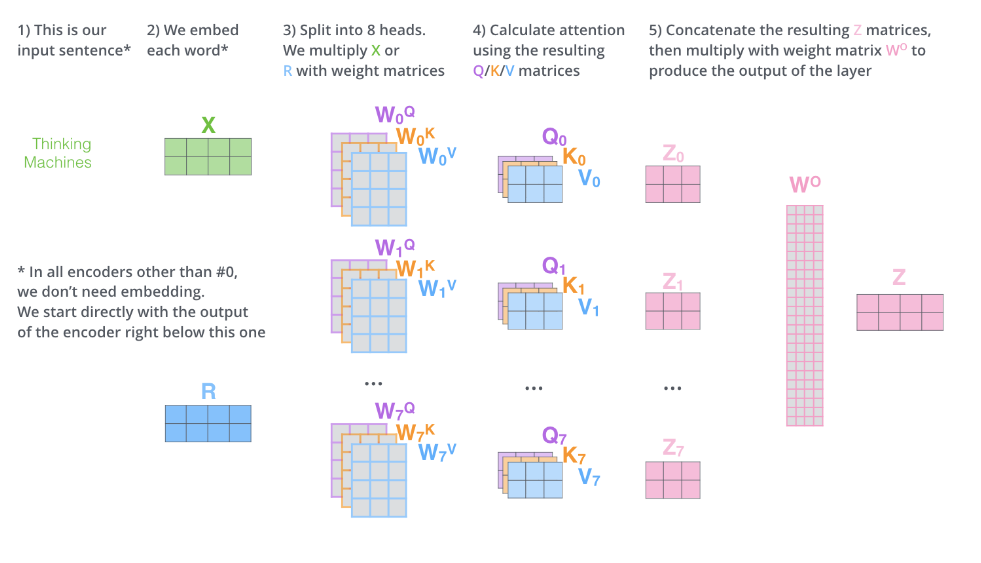 1) This is our
input sentence*
2) We embed
each word*
3) Split into 8 heads.
We multiply X or
R with weight matrices
4) Calculate attention
using the resulting
Q/K/V matrices
5) Concatenate the resulting Z matrices,
then multiply with weight matrix Wᴼ to
produce the output of the layer
Thinking
Machines
X
W₀Q
W₀K
W₀V
Q₀
K₀
V₀
Z₀
Wᴼ
* In all encoders other than #0,
we don’t need embedding.
We start directly with the output
of the encoder right below this one
W₁Q
W₁K
W₁V
Q₁
K₁
V₁
Z₁
Z
...
...
...
R
W₇Q
W₇K
W₇V
Q₇
K₇
V₇
Z₇